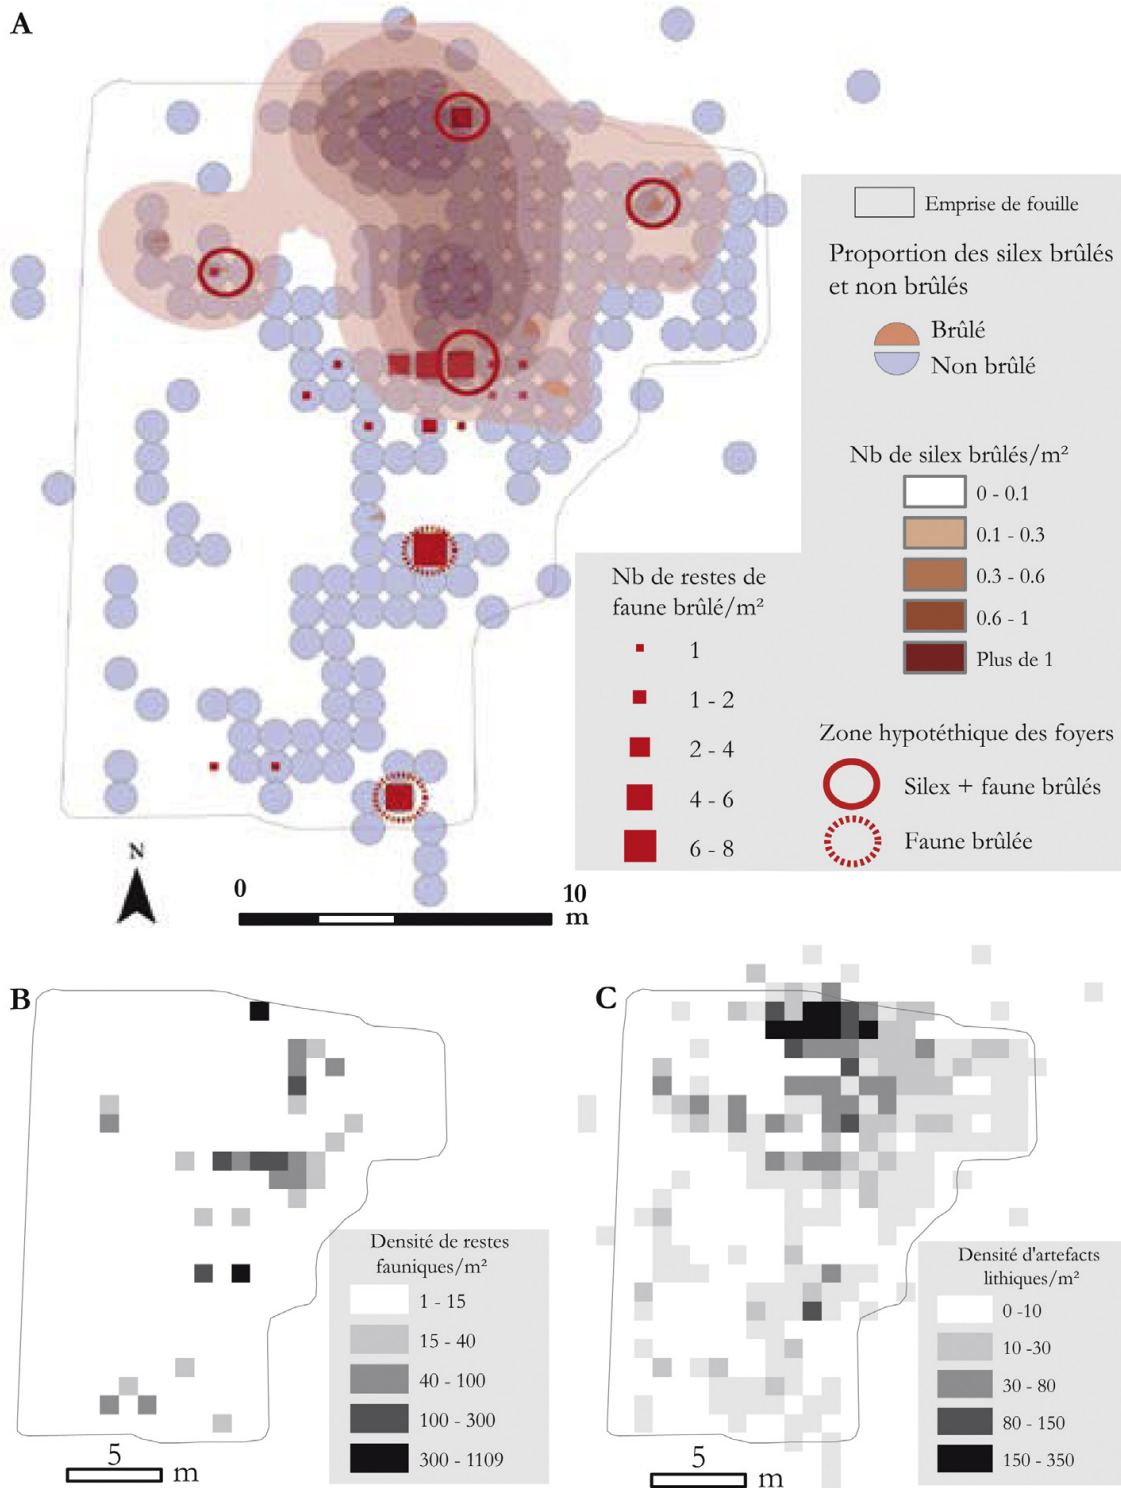 A
Emprise de fouille
Proportion des silex brûlés
et non brûlés
Brûlé
Non brûlé
Nb de silex brûlés/m²
0 - 0.1
0.1 - 0.3
0.3 - 0.6
0.6 - 1
Plus de 1
Nb de restes de
faune brûlé/m²
1
1 - 2
2 - 4
4 - 6
6 - 8
Zone hypotéthique des foyers
Silex + faune brûlés
Faune brûlée
N
0
10
m
B
Densité de restes
fauniques/m²
1 - 15
15 - 40
40 - 100
100 - 300
300 - 1109
5
m
C
Densité d'artefacts
lithiques/m²
0 -10
10 -30
30 - 80
80 - 150
150 - 350
5
m